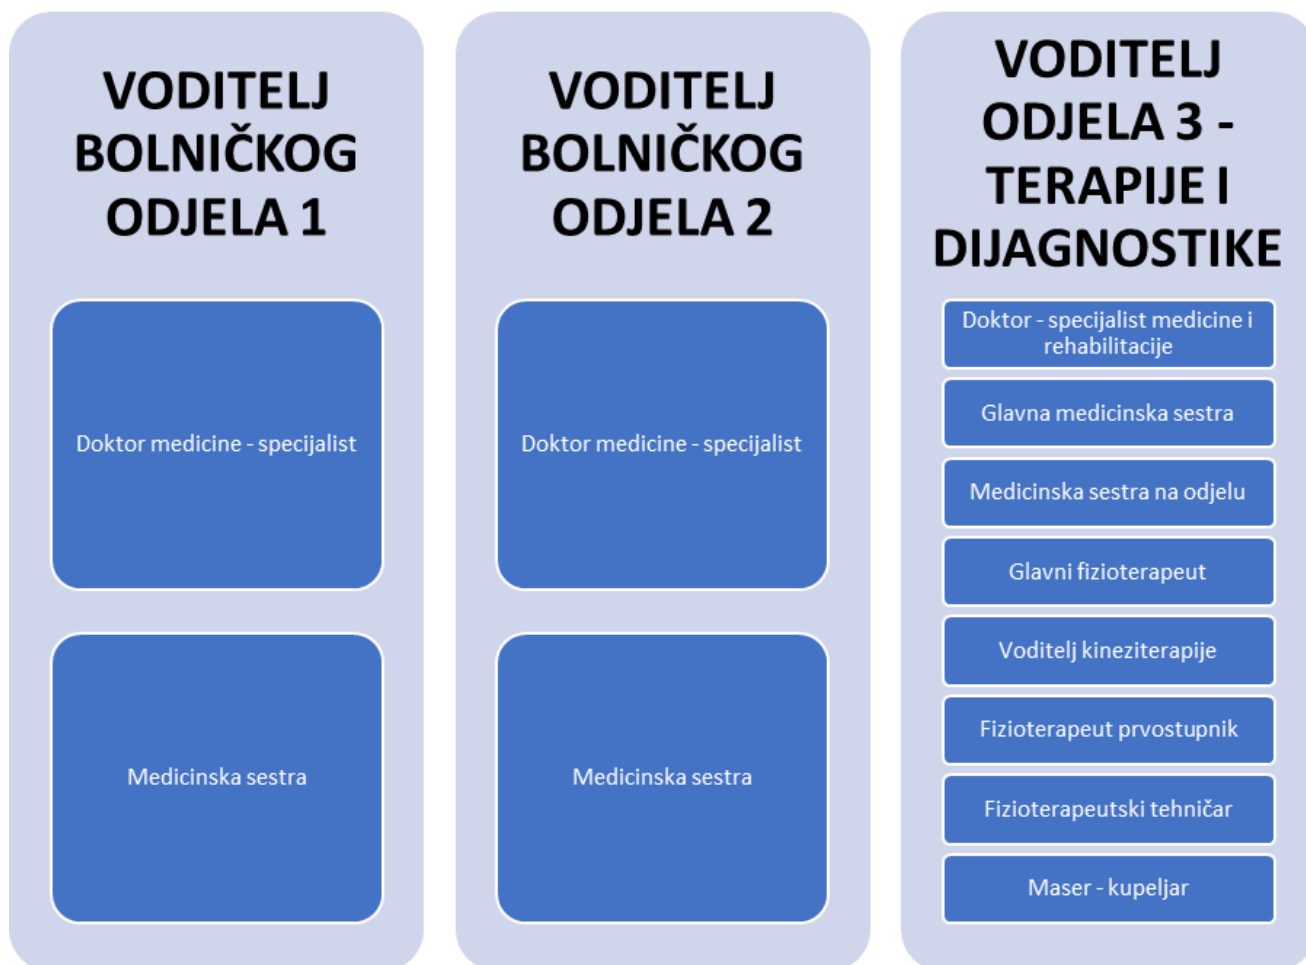 VODITELJ
BOLNIČKOG
ODJELA 1
Doktor medicine - specijalist
Medicinska sestra
VODITELJ
BOLNIČKOG
ODJELA 2
Doktor medicine - specijalist
Medicinska sestra
VODITELJ
ODJELA 3 -
TERAPIJE I
DIJAGNOSTIKE
Doktor - specijalist medicine i
rehabilitacije
Glavna medicinska sestra
Medicinska sestra na odjelu
Glavni fizioterapeut
Voditelj kineziterapije
Fizioterapeut prvostupnik
Fizioterapeutski tehničar
Maser - kupeljar